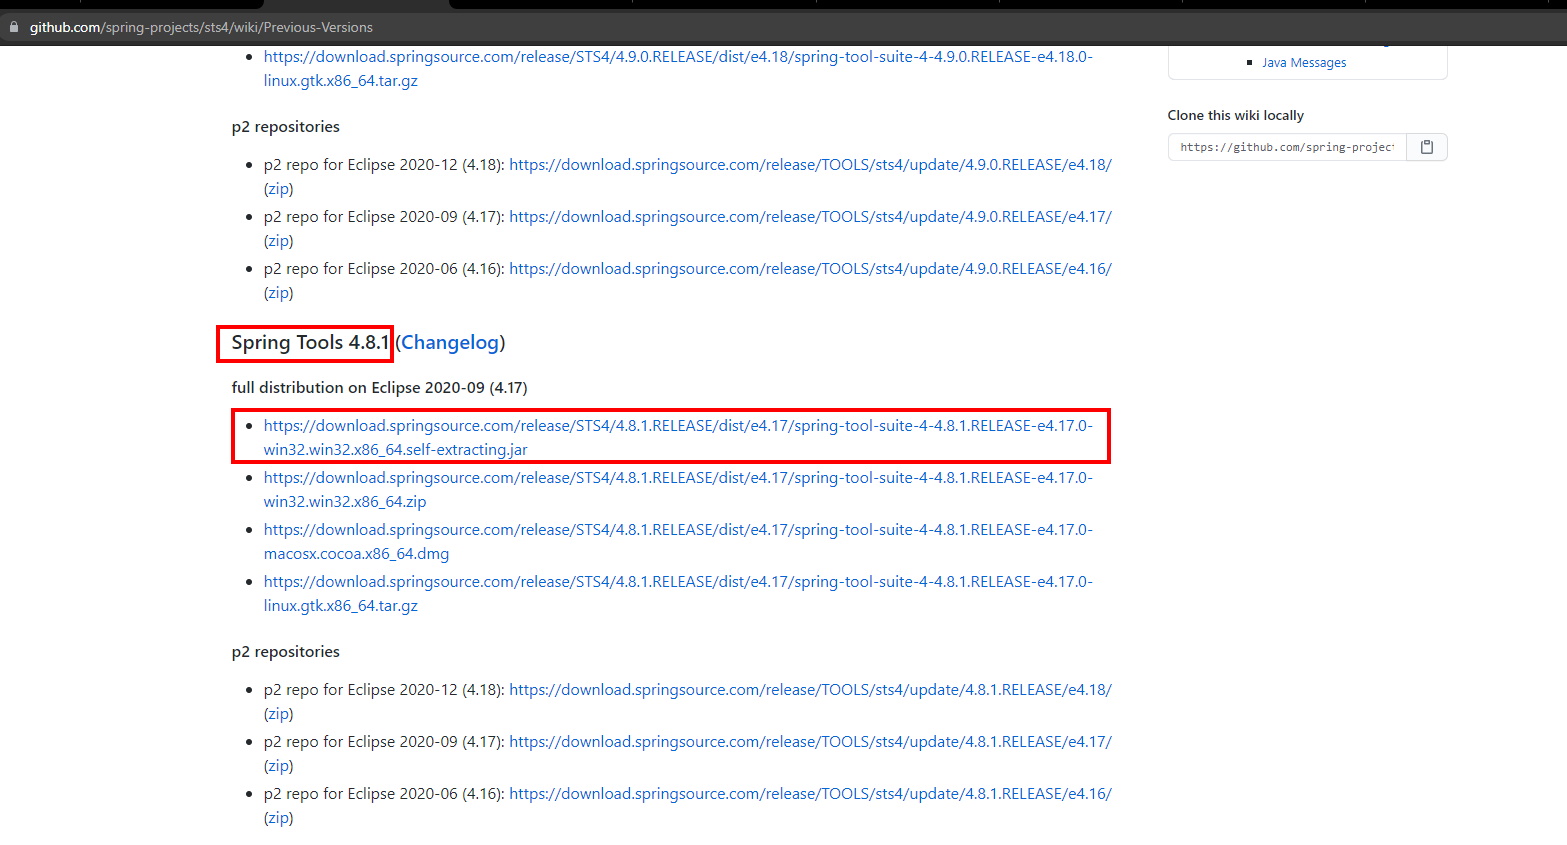 github.com/spring-projects/sts4/wiki/Previous-Versions
https://download.springsource.com/release/STS4/4.9.0.RELEASE/dist/e4.18/spring-tool-suite-4-4.9.0.RELEASE-e4.18.0-
linux.gtk.x86_64.tar.gz
p2 repositories
p2 repo for Eclipse 2020-12 (4.18): https://download.springsource.com/release/TOOLS/sts4/update/4.9.0.RELEASE/e4.18/
(zip)
p2 repo for Eclipse 2020-09 (4.17): https://download.springsource.com/release/TOOLS/sts4/update/4.9.0.RELEASE/e4.17/
(zip)
p2 repo for Eclipse 2020-06 (4.16): https://download.springsource.com/release/TOOLS/sts4/update/4.9.0.RELEASE/e4.16/
(zip)
Spring Tools 4.8.1 (Changelog)
full distribution on Eclipse 2020-09 (4.17)
https://download.springsource.com/release/STS4/4.8.1.RELEASE/dist/e4.17/spring-tool-suite-4-4.8.1.RELEASE-e4.17.0-
win32.win32.x86_64.self-extracting.jar
https://download.springsource.com/release/STS4/4.8.1.RELEASE/dist/e4.17/spring-tool-suite-4-4.8.1.RELEASE-e4.17.0-
win32.win32.x86_64.zip
https://download.springsource.com/release/STS4/4.8.1.RELEASE/dist/e4.17/spring-tool-suite-4-4.8.1.RELEASE-e4.17.0-
macosx.cocoa.x86_64.dmg
https://download.springsource.com/release/STS4/4.8.1.RELEASE/dist/e4.17/spring-tool-suite-4-4.8.1.RELEASE-e4.17.0-
linux.gtk.x86_64.tar.gz
p2 repositories
p2 repo for Eclipse 2020-12 (4.18): https://download.springsource.com/release/TOOLS/sts4/update/4.8.1.RELEASE/e4.18/
(zip)
p2 repo for Eclipse 2020-09 (4.17): https://download.springsource.com/release/TOOLS/sts4/update/4.8.1.RELEASE/e4.17/
(zip)
p2 repo for Eclipse 2020-06 (4.16): https://download.springsource.com/release/TOOLS/sts4/update/4.8.1.RELEASE/e4.16/
(zip)
Java Messages
Clone this wiki locally
https://github.com/spring-project